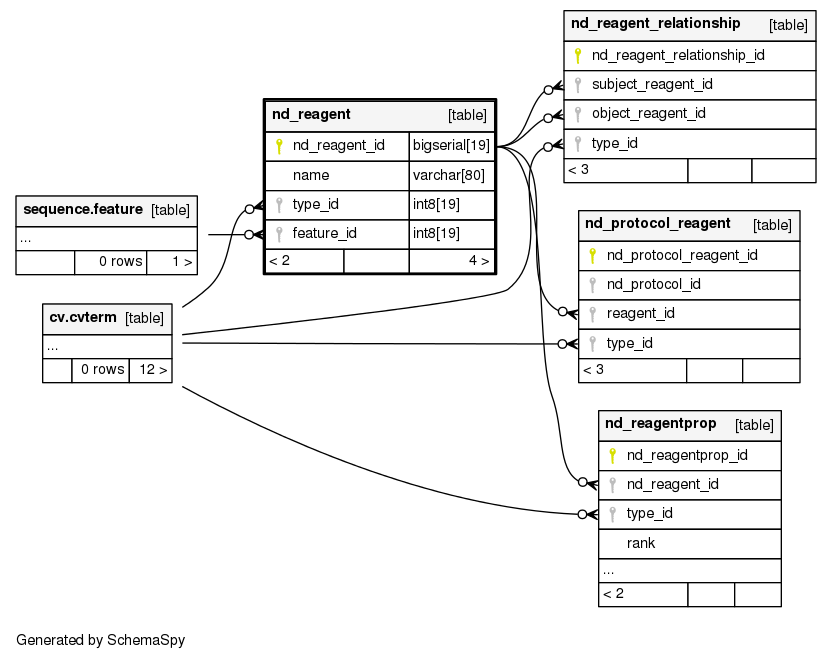 nd_reagent_relationship [table]
nd_reagent_relationship_id
subject_reagent_id
object_reagent_id
type_id
< 3
nd_reagent [table]
nd_reagent_id bigserial[19]
name varchar[80]
type_id int8[19]
feature_id int8[19]
< 2 4 >
sequence.feature [table]
...
0 rows 1 >
nd_protocol_reagent [table]
nd_protocol_reagent_id
nd_protocol_id
reagent_id
type_id
< 3
cv.cvterm [table]
...
0 rows 12 >
nd_reagentprop [table]
nd_reagentprop_id
nd_reagent_id
type_id
rank
...
< 2
Generated by SchemaSpy